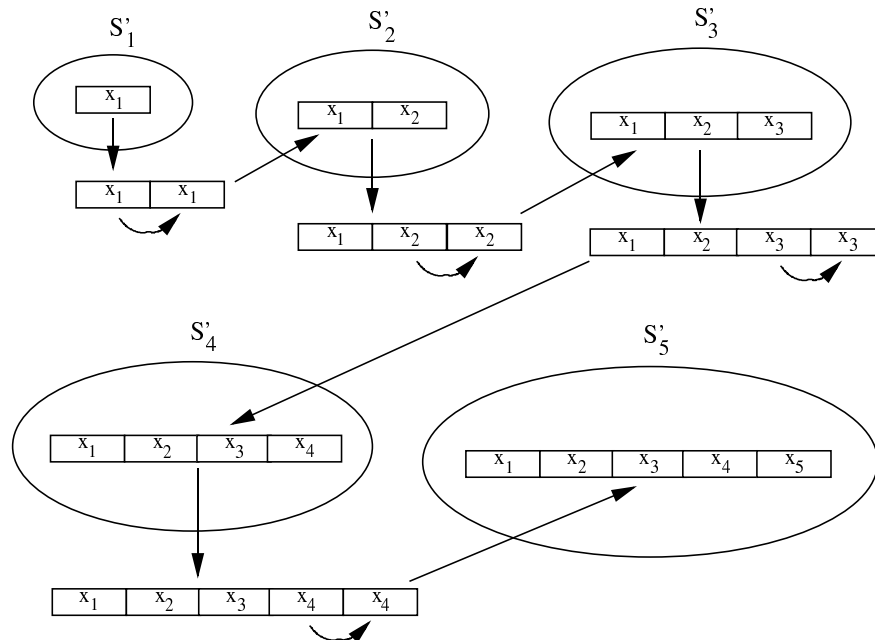 S'₁
x₁
x₁ x₁
S'₂
x₁ x₂
x₁ x₂ x₂
S'₃
x₁ x₂ x₃
x₁ x₂ x₃ x₃
S'₄
x₁ x₂ x₃ x₄
x₁ x₂ x₃ x₄ x₄
S'₅
x₁ x₂ x₃ x₄ x₅